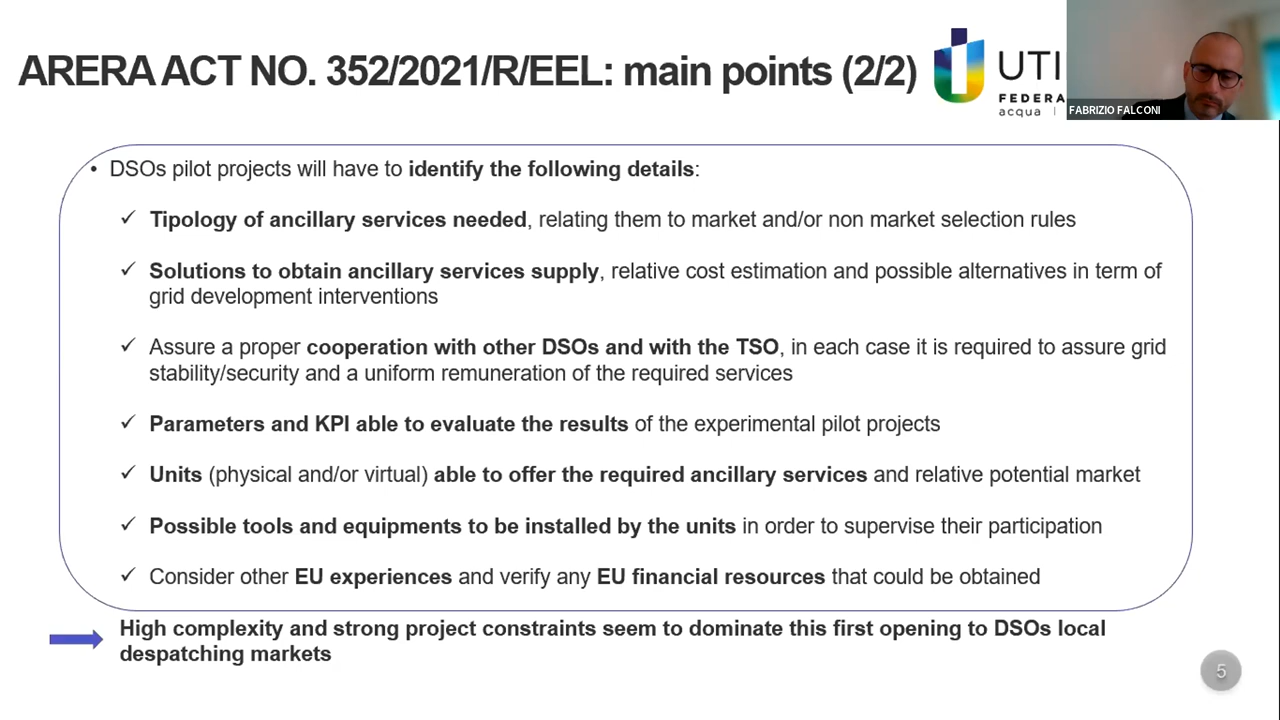 ARERA ACT NO. 352/2021/R/EEL: main points (2/2)
UTI
FEDERA
acqua |
FABRIZIO FALCONI
• DSOs pilot projects will have to identify the following details:
✓ Tipology of ancillary services needed, relating them to market and/or non market selection rules
✓ Solutions to obtain ancillary services supply, relative cost estimation and possible alternatives in term of
grid development interventions
✓ Assure a proper cooperation with other DSOs and with the TSO, in each case it is required to assure grid
stability/security and a uniform remuneration of the required services
✓ Parameters and KPI able to evaluate the results of the experimental pilot projects
✓ Units (physical and/or virtual) able to offer the required ancillary services and relative potential market
✓ Possible tools and equipments to be installed by the units in order to supervise their participation
✓ Consider other EU experiences and verify any EU financial resources that could be obtained
High complexity and strong project constraints seem to dominate this first opening to DSOs local
despatching markets
5